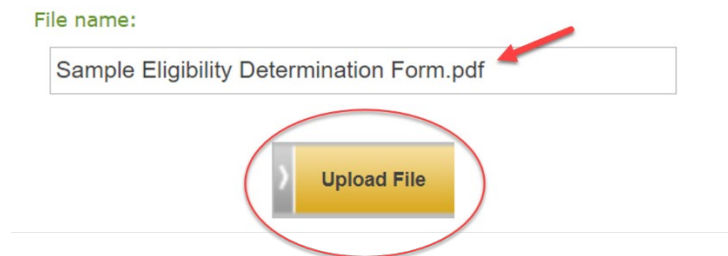 File name:
Sample Eligibility Determination Form.pdf
Upload File